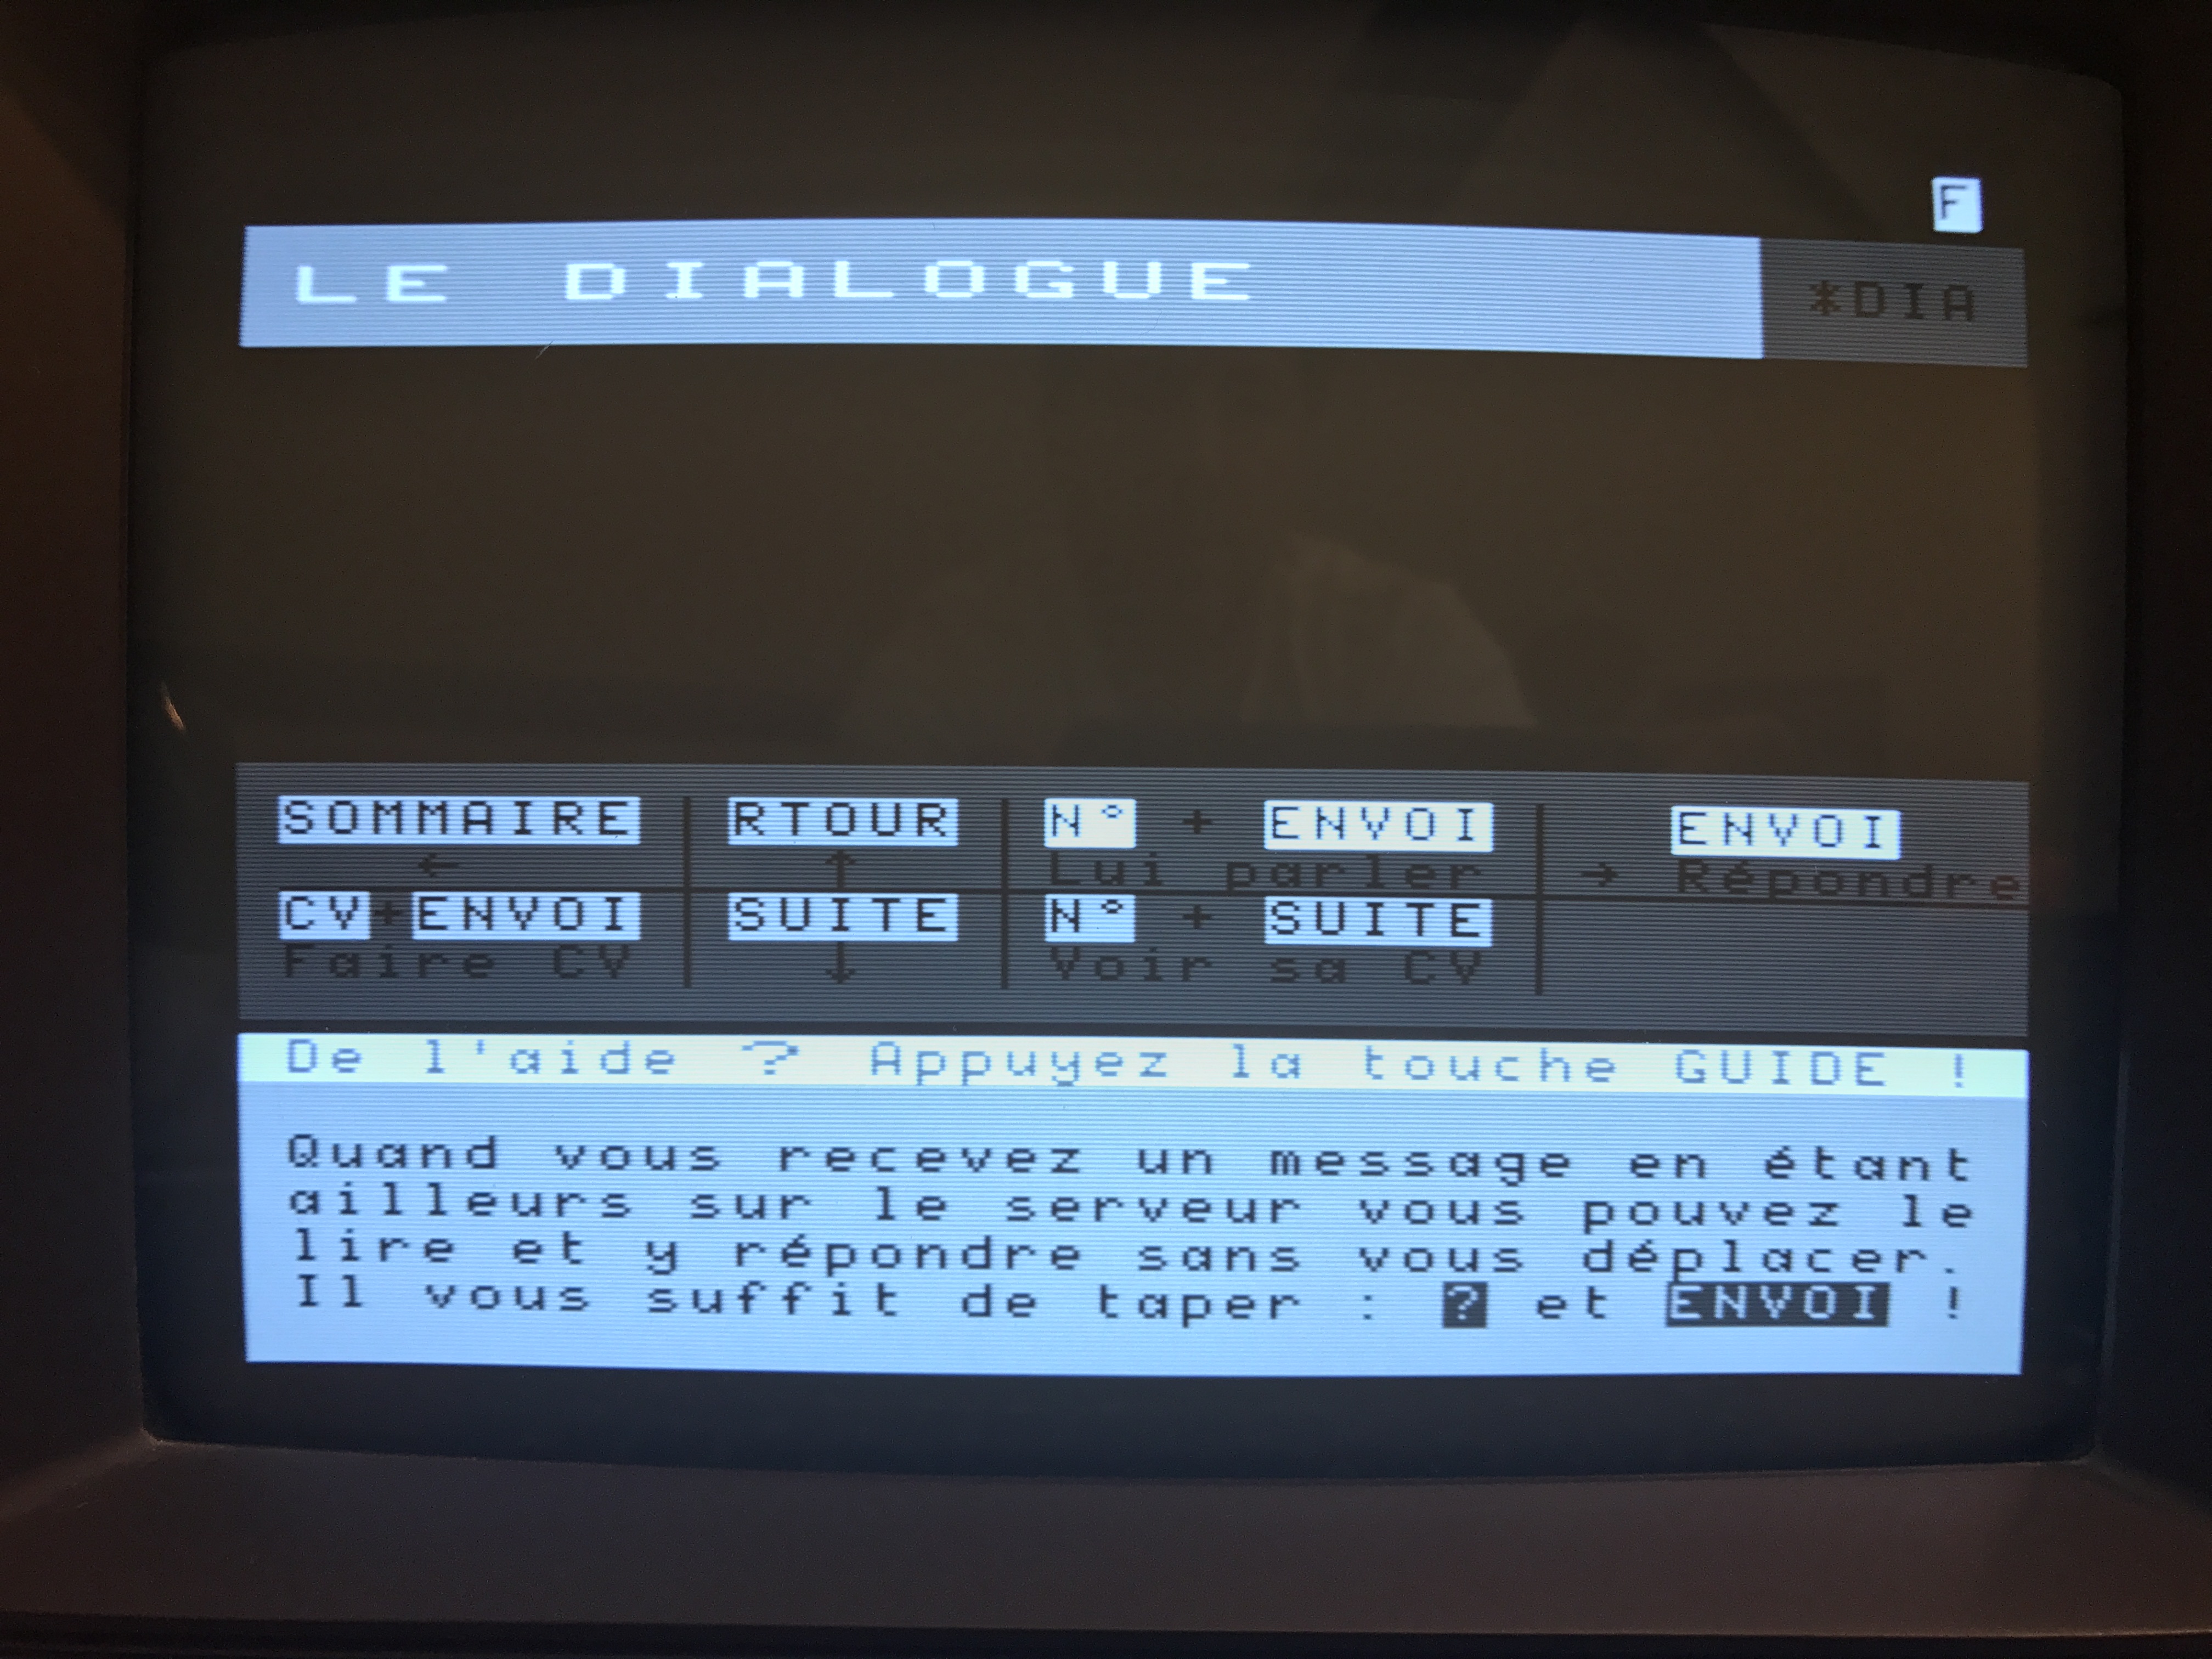 F
LE DIALOGUE *DIA
SOMMAIRE RTOUR N° + ENVOI ENVOI
← ↑ Lui parler → Répondre
CV+ENVOI SUITE N° + SUITE
Faire CV ↓ Voir sa CV
De l'aide ? Appuyez la touche GUIDE !
Quand vous recevez un message en étant
ailleurs sur le serveur vous pouvez le
lire et y répondre sans vous déplacer.
Il vous suffit de taper : ? et ENVOI !